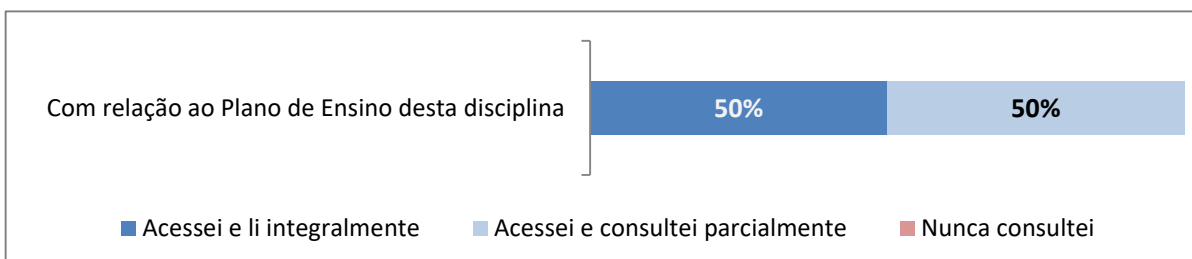 Com relação ao Plano de Ensino desta disciplina
50% 50%
Acessei e li integralmente Acessei e consultei parcialmente Nunca consultei